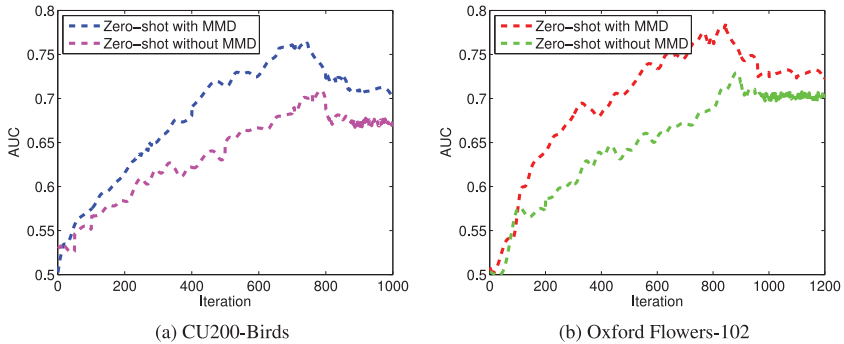 0.8
Zero-shot with MMD
Zero-shot without MMD
0.75
0.7
0.65
0.6
0.55
0.5
AUC
0
200
400
600
800
1000
Iteration
(a) CU200-Birds
0.8
Zero-shot with MMD
Zero-shot without MMD
0.75
0.7
0.65
0.6
0.55
0.5
AUC
0
200
400
600
800
1000
1200
Iteration
(b) Oxford Flowers-102